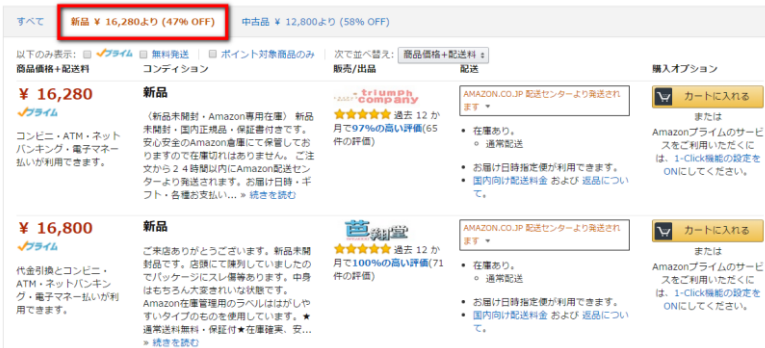 すべて 新品 ¥ 16,280より (47% OFF) 中古品 ¥ 12,800より (58% OFF)
以下のみ表示: プライム 無料発送 ポイント対象商品のみ 次で並べ替え: 商品価格+配送料
商品価格+配送料 コンディション 販売/出品 配送 購入オプション
¥ 16,280
プライム
コンビニ・ATM・ネット
バンキング・電子マネー
払いが利用できます。
新品
〈新品未開封・Amazon専用在庫〉 新品
未開封・国内正規品・保証書付きです。
安心安全のAmazon倉庫にて保管してお
りますので在庫切れはありません。 ご注
文から２４時間以内にAmazon配送セン
ターより発送されます。お届け日時・ギ
フト・各種お支払い... » 続きを読む
triumph
company
過去 12 か
月で97%の高い評価(65
件の評価)
AMAZON.CO.JP 配送センターより発送され
ます
• 在庫あり。
○ 通常配送
• お届け日時指定便が利用できます。
• 国内向け配送料金 および 返品につい
て。
カートに入れる
または
Amazonプライムのサービ
スをご利用いただくに
は、1-Click機能の設定を
ONにしてください。
¥ 16,800
プライム
代金引換とコンビニ・
ATM・ネットバンキン
グ・電子マネー払いが利
用できます。
新品
ご来店ありがとうございます。新品未開
封品です。店頭にて陳列していましたの
でパッケージにスレ傷等あります。中身
はもちろん大変きれいな状態です。
Amazon在庫管理用のラベルははがしや
すいタイプのものを使用しています。★
通常送料無料・保証付★在庫確実．安...
» 続きを読む
芭翔堂
過去 12 か
月で100%の高い評価(71
件の評価)
AMAZON.CO.JP 配送センターより発送され
ます
• 在庫あり。
○ 通常配送
• お届け日時指定便が利用できます。
• 国内向け配送料金 および 返品につい
て。
カートに入れる
または
Amazonプライムのサービ
スをご利用いただくに
は、1-Click機能の設定を
ONにしてください。